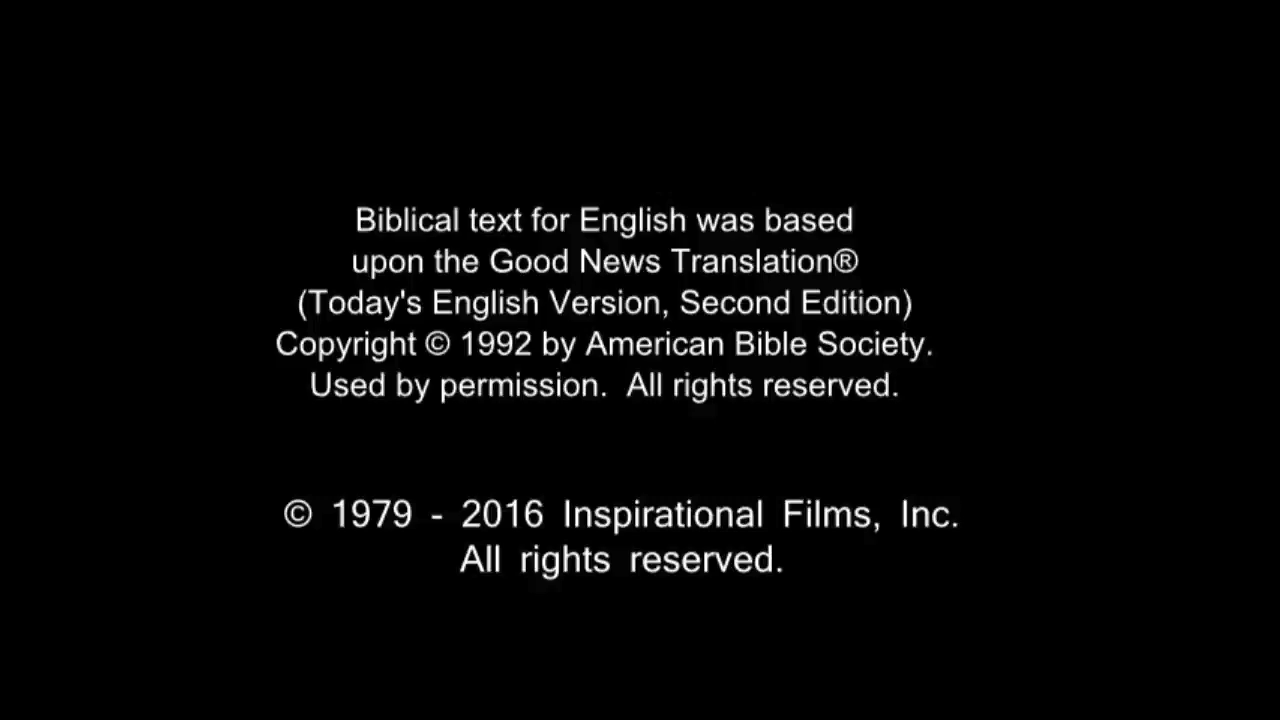 Biblical text for English was based
upon the Good News Translation®
(Today's English Version, Second Edition)
Copyright © 1992 by American Bible Society.
Used by permission.  All rights reserved.
© 1979 - 2016 Inspirational Films, Inc.
All rights reserved.